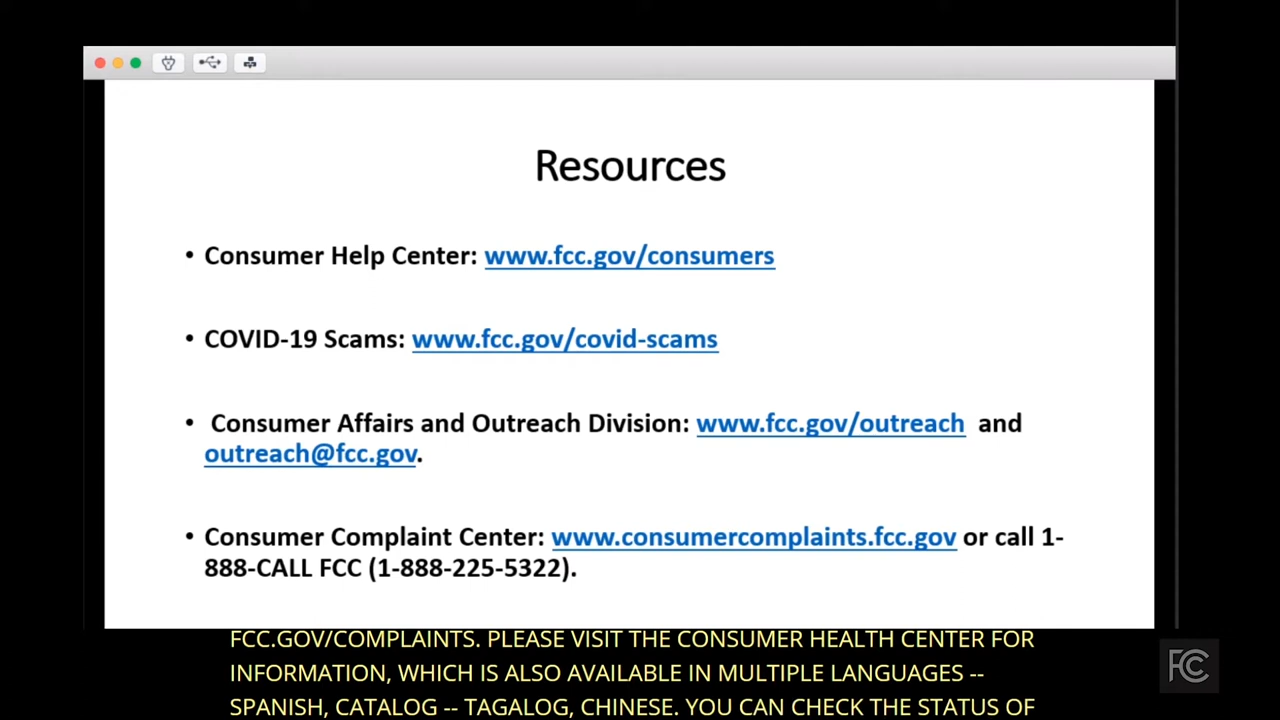 Resources
• Consumer Help Center: www.fcc.gov/consumers
• COVID-19 Scams: www.fcc.gov/covid-scams
• Consumer Affairs and Outreach Division: www.fcc.gov/outreach and
outreach@fcc.gov.
• Consumer Complaint Center: www.consumercomplaints.fcc.gov or call 1-
888-CALL FCC (1-888-225-5322).
FCC.GOV/COMPLAINTS. PLEASE VISIT THE CONSUMER HEALTH CENTER FOR
INFORMATION, WHICH IS ALSO AVAILABLE IN MULTIPLE LANGUAGES --
SPANISH, CATALOG -- TAGALOG, CHINESE. YOU CAN CHECK THE STATUS OF
FCC